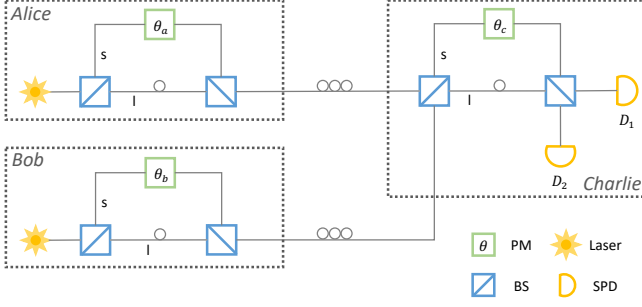 Alice
θa
s
l
Bob
θb
s
l
θc
s
l
D1
D2
Charlie
θ PM Laser
BS SPD